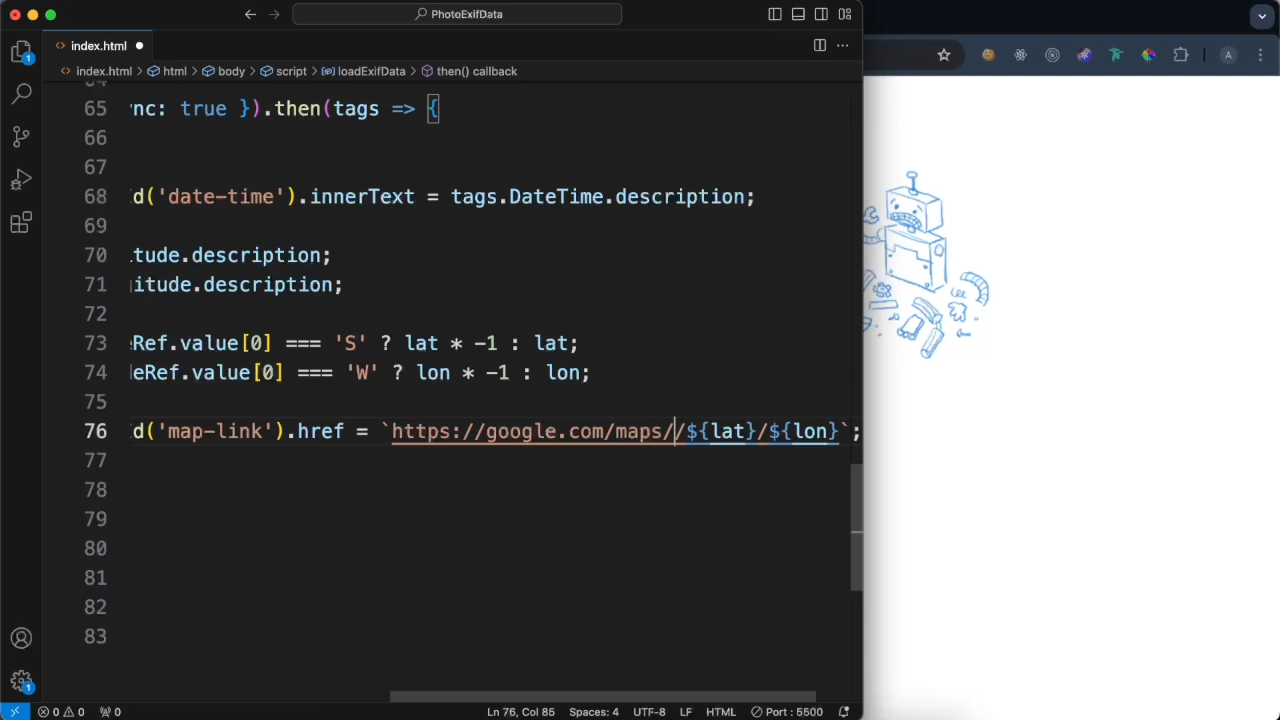 PhotoExifData
index.html
index.html > html > body > script > loadExifData > then() callback
64
65 nc: true }).then(tags => {
66
67
68 d('date-time').innerText = tags.DateTime.description;
69
70 tude.description;
71 itude.description;
72
73 Ref.value[0] === 'S' ? lat * -1 : lat;
74 eRef.value[0] === 'W' ? lon * -1 : lon;
75
76 d('map-link').href = `https://google.com/maps//${lat}/${lon}`;
77
78
79
80
81
82
83
0 0 0 Ln 76, Col 85 Spaces: 4 UTF-8 LF HTML Port : 5500
1
1
A